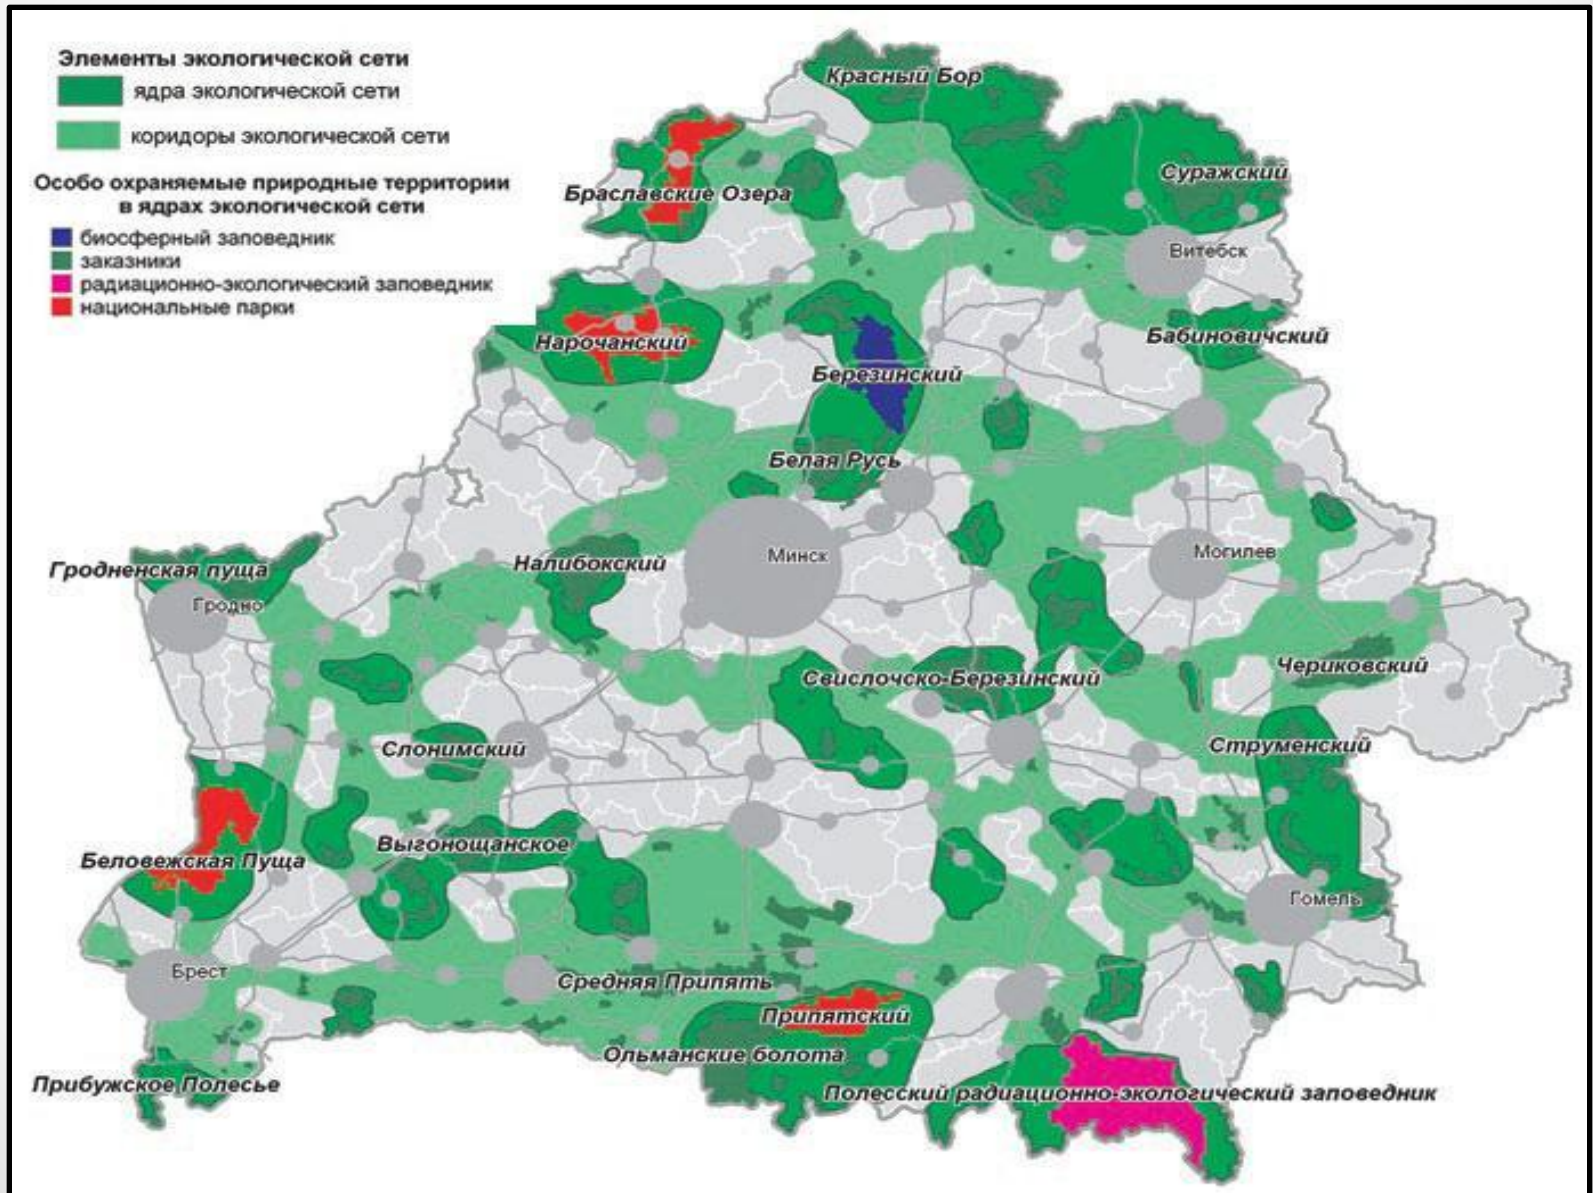 Элементы экологической сети
ядра экологической сети
коридоры экологической сети
Особо охраняемые природные территории
в ядрах экологической сети
биосферный заповедник
заказники
радиационно-экологический заповедник
национальные парки
Красный Бор
Суражский
Браславские Озера
Витебск
Бабиновичский
Нарочанский
Березинский
Белая Русь
Минск
Могилев
Налибокский
Гродненская пуща
Гродно
Чериковский
Свислочско-Березинский
Слонимский
Струменский
Выгонощанское
Беловежская Пуща
Гомель
Брест
Средняя Припять
Припятский
Ольманские болота
Прибужское Полесье
Полесский радиационно-экологический заповедник